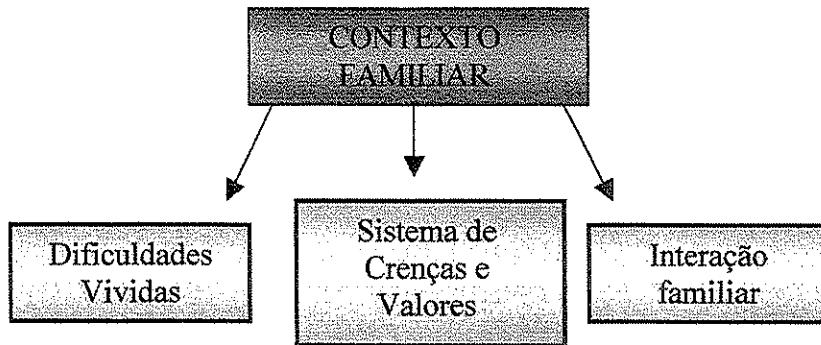 CONTEXTO
FAMILIAR
Dificuldades
Vividas
Sistema de
Crenças e
Valores
Interação
familiar